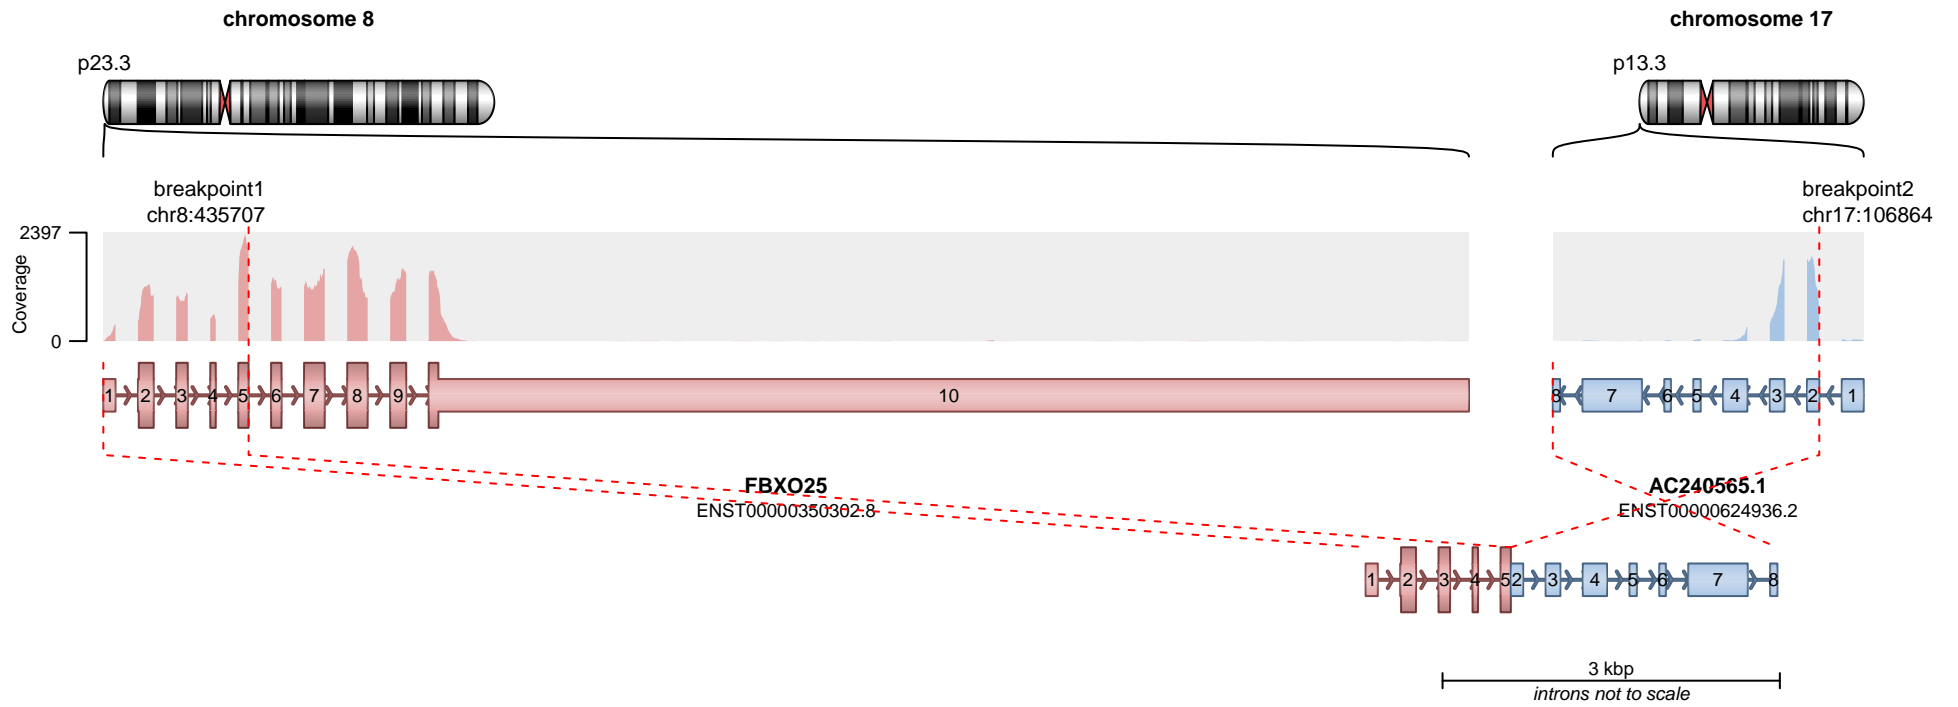 chromosome 8
chromosome 17
p23.3
p13.3
breakpoint1
chr8:435707
breakpoint2
chr17:106864
2397
Coverage
0
1 2 3 4 5 6 7 8 9 10
8 7 6 5 4 3 2 1
FBXO25
ENST00000350302.8
AC240565.1
ENST00000624936.2
1 2 3 4 5 2 3 4 5 6 7 8
3 kbp
introns not to scale